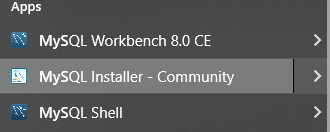 Apps
MySQL Workbench 8.0 CE
MySQL Installer - Community
MySQL Shell